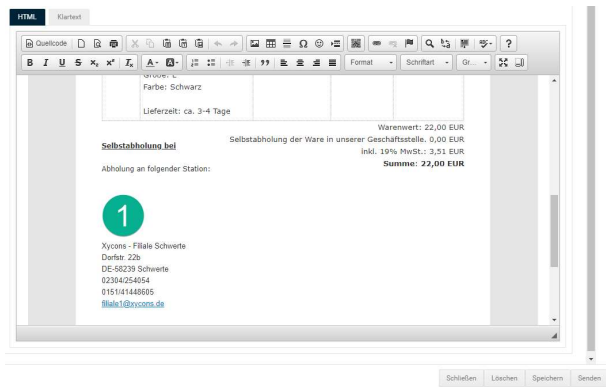 HTML Klartext
Quellcode
B I U S x₂ x² Iₓ A A Format Schriftart Gr...
Größe: L
Farbe: Schwarz
Lieferzeit: ca. 3-4 Tage
Warenwert: 22,00 EUR
Selbstabholung der Ware in unserer Geschäftsstelle. 0,00 EUR
inkl. 19% MwSt.: 3,51 EUR
Summe: 22,00 EUR
Selbstabholung bei
Abholung an folgender Station:
1
Xycons - Filiale Schwerte
Dorfstr. 22b
DE-58239 Schwerte
02304/254054
0151/41448605
filiale1@xycons.de
Schließen Löschen Speichern Senden